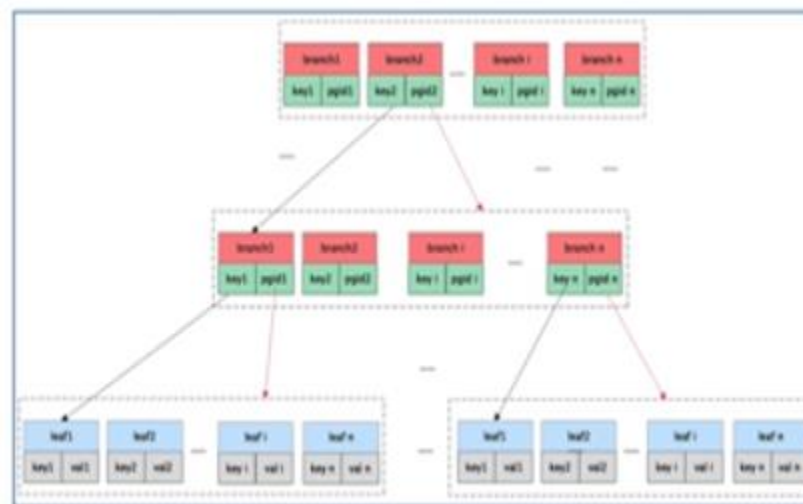 branch1 branch2 branch i branch n
key1 pgid1 key2 pgid2 key i pgid i key n pgid n
branch1 branch2 branch i branch n
key1 pgid1 key2 pgid2 key i pgid i key n pgid n
leaf1 leaf2 leaf i leaf n leaf1 leaf2 leaf i leaf n
key1 val1 key2 val2 key i val i key n val n key1 val1 key2 val2 key i val i key n val n